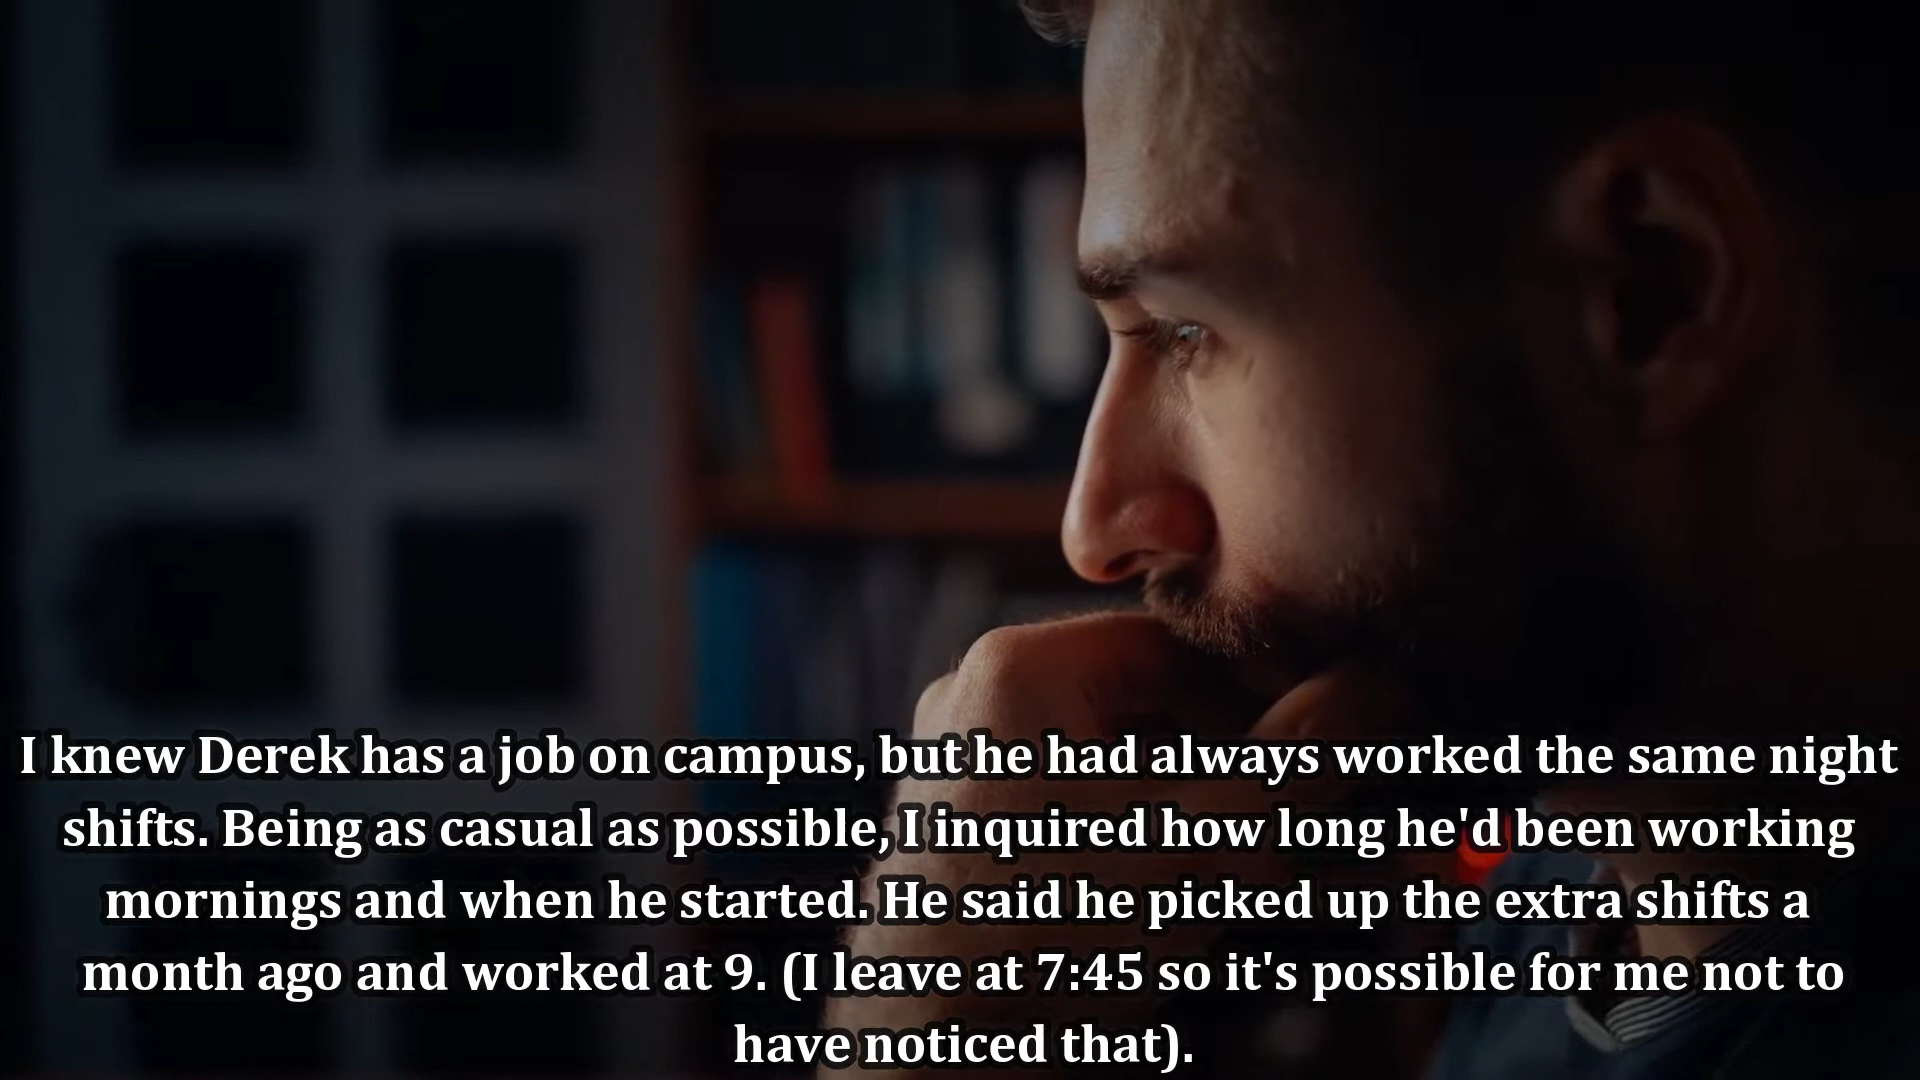 I knew Derek has a job on campus, but he had always worked the same night
shifts. Being as casual as possible, I inquired how long he'd been working
mornings and when he started. He said he picked up the extra shifts a
month ago and worked at 9. (I leave at 7:45 so it's possible for me not to
have noticed that).